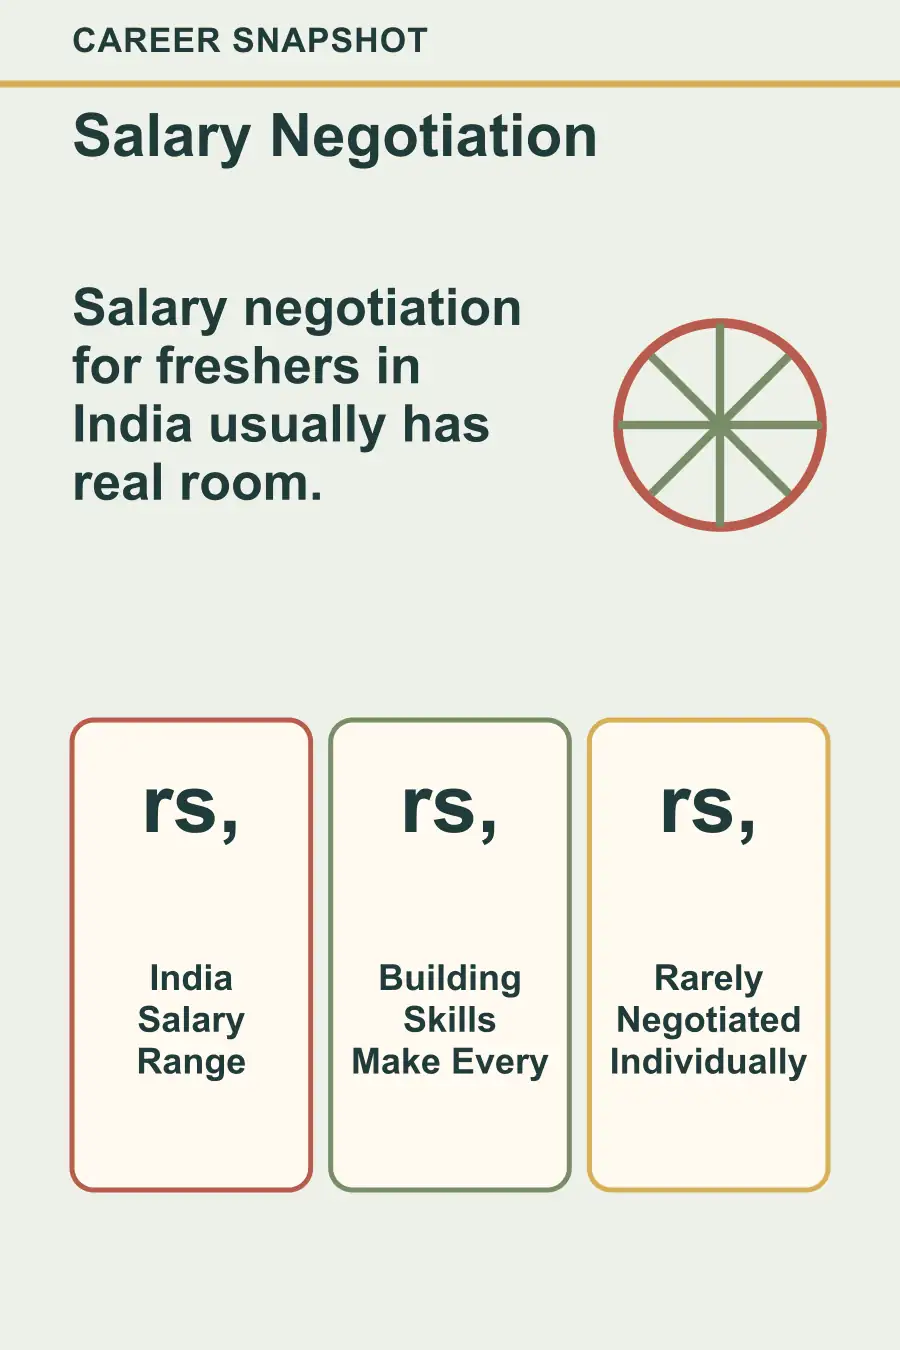 CAREER SNAPSHOT
Salary Negotiation
Salary negotiation
for freshers in
India usually has
real room.
rs,
India
Salary
Range
rs,
Building
Skills
Make Every
rs,
Rarely
Negotiated
Individually